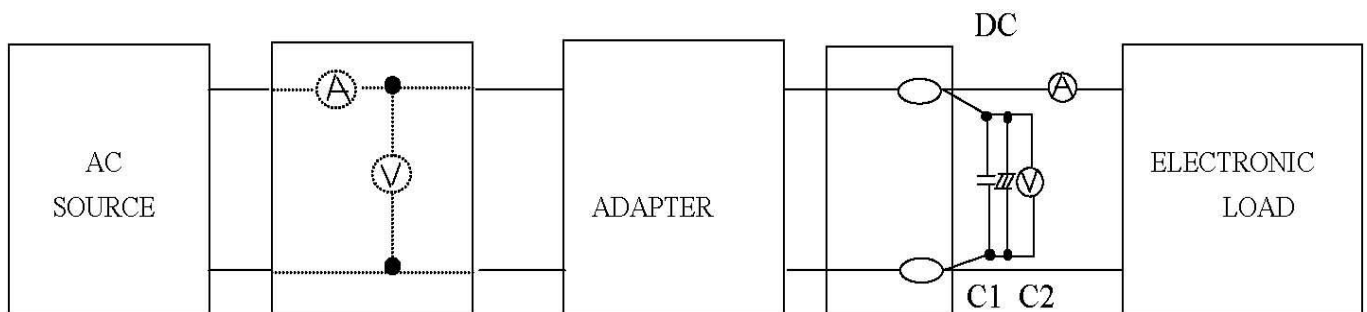 DC
A
A
V
V
AC
SOURCE
ADAPTER
ELECTRONIC
LOAD
C1 C2